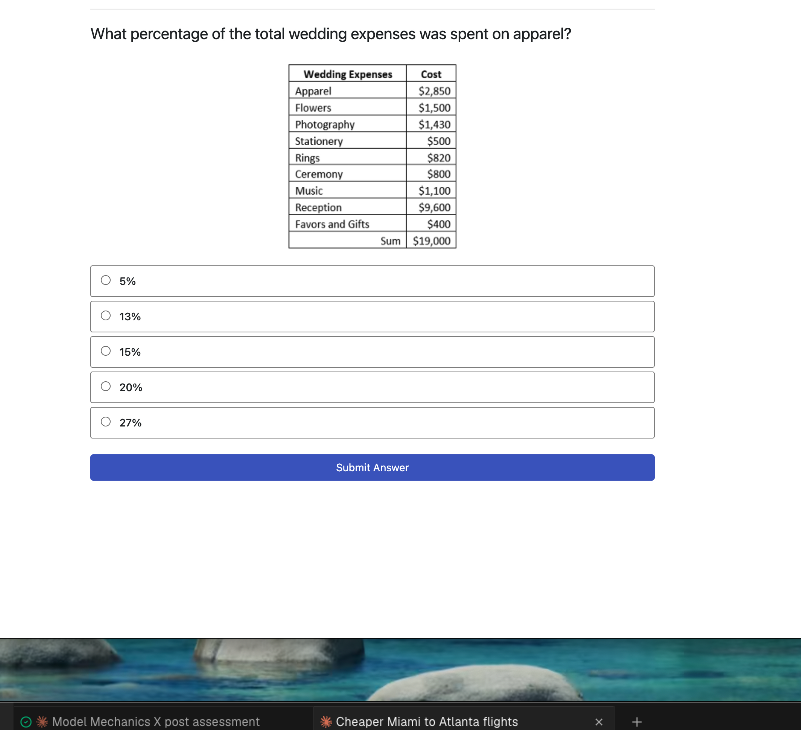 What percentage of the total wedding expenses was spent on apparel?
Wedding Expenses Cost
Apparel $2,850
Flowers $1,500
Photography $1,430
Stationery $500
Rings $820
Ceremony $800
Music $1,100
Reception $9,600
Favors and Gifts $400
Sum $19,000
5%
13%
15%
20%
27%
Submit Answer
Model Mechanics X post assessment Cheaper Miami to Atlanta flights × +